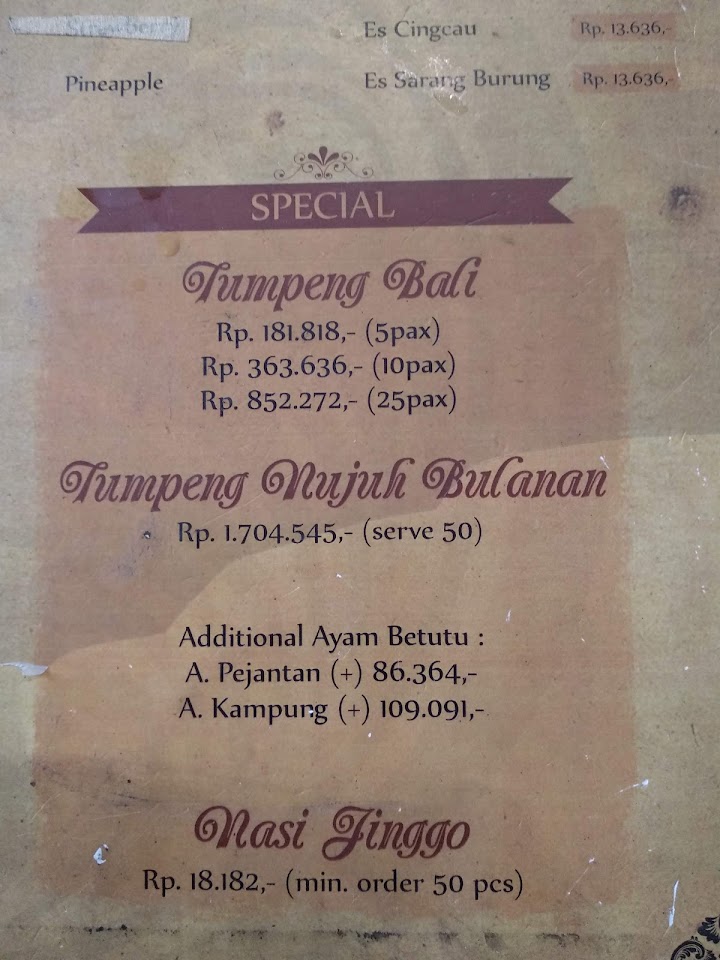 Es Cingcau Rp. 13.636,-
Pineapple Es Sarang Burung Rp. 13.636,-
SPECIAL
Tumpeng Bali
Rp. 181.818,- (5pax)
Rp. 363.636,- (10pax)
Rp. 852.272,- (25pax)
Tumpeng Nujuh Bulanan
Rp. 1.704.545,- (serve 50)
Additional Ayam Betutu :
A. Pejantan (+) 86.364,-
A. Kampung (+) 109.091,-
Nasi Jinggo
Rp. 18.182,- (min. order 50 pcs)